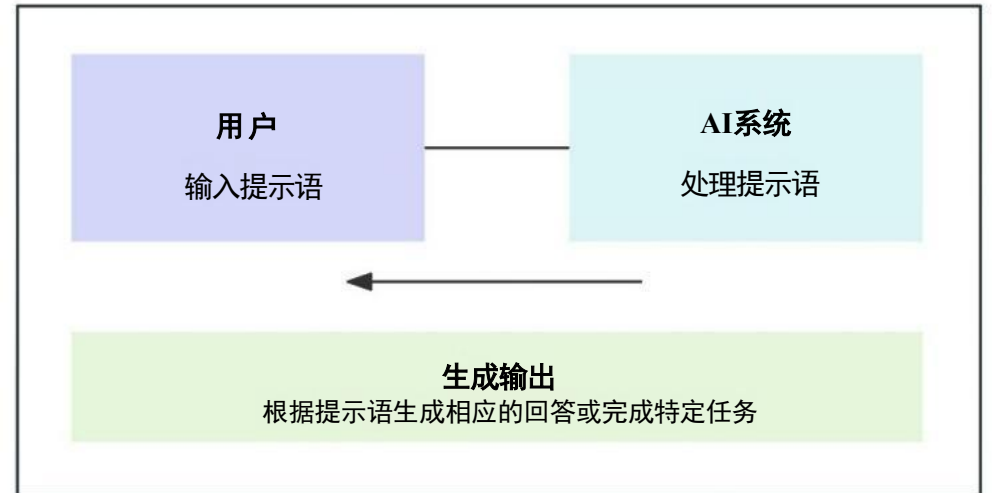 用户
输入提示语
AI系统
处理提示语
生成输出
根据提示语生成相应的回答或完成特定任务